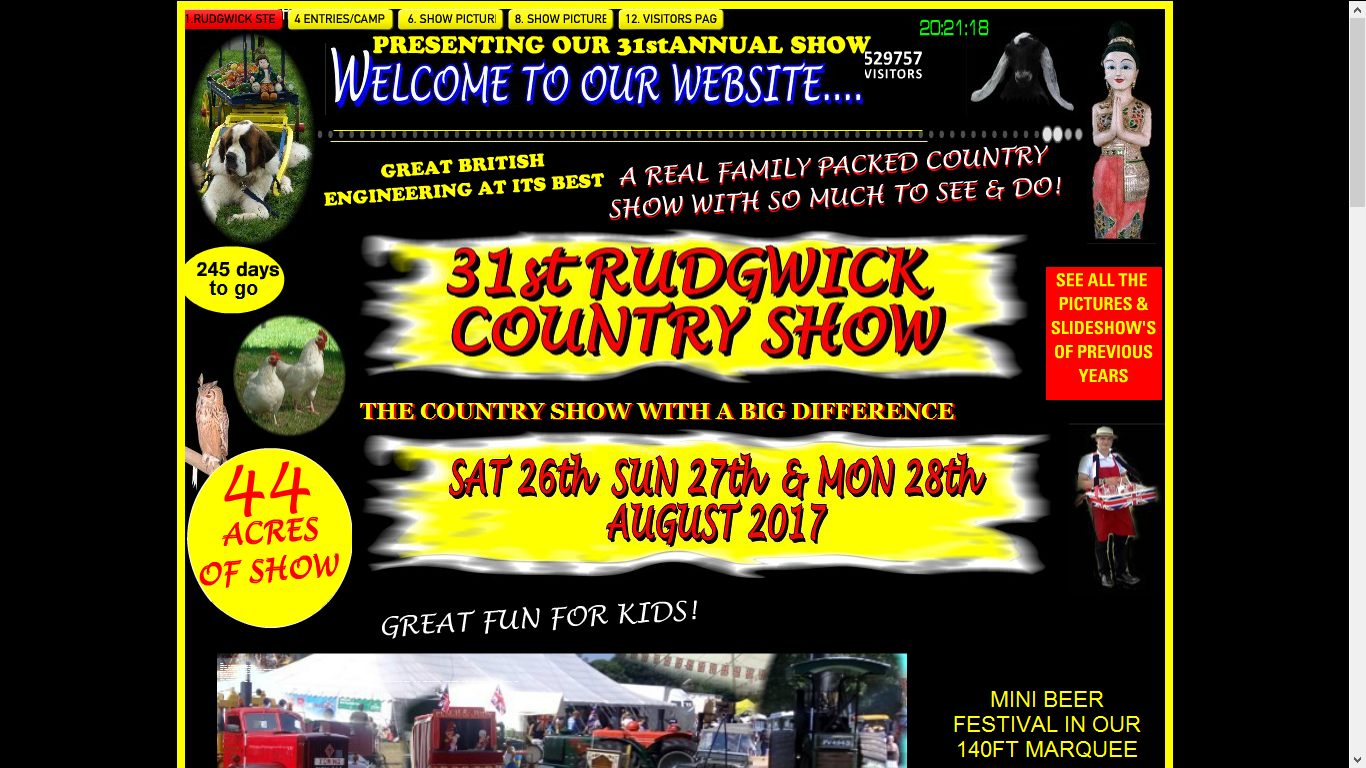 1.RUDGWICK STE
4 ENTRIES/CAMP
6. SHOW PICTURI
8. SHOW PICTURE
12. VISITORS PAG
20:21:18
PRESENTING OUR 31stANNUAL SHOW
WELCOME TO OUR WEBSITE....
529757
VISITORS
GREAT BRITISH
ENGINEERING AT ITS BEST
A REAL FAMILY PACKED COUNTRY
SHOW WITH SO MUCH TO SEE & DO!
245 days
to go
31st RUDGWICK
COUNTRY SHOW
SEE ALL THE
PICTURES &
SLIDESHOW'S
OF PREVIOUS
YEARS
THE COUNTRY SHOW WITH A BIG DIFFERENCE
SAT 26th SUN 27th & MON 28th
AUGUST 2017
44
ACRES
OF SHOW
GREAT FUN FOR KIDS!
MINI BEER
FESTIVAL IN OUR
140FT MARQUEE